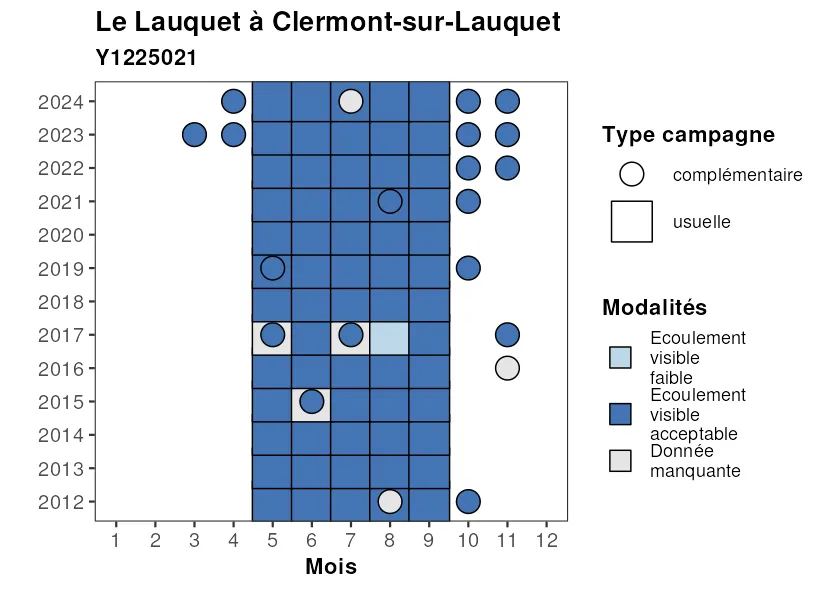 Le Lauquet à Clermont-sur-Lauquet
Y1225021
2024
2023
2022
2021
2020
2019
2018
2017
2016
2015
2014
2013
2012
1 2 3 4 5 6 7 8 9 10 11 12
Mois
Type campagne
complémentaire
usuelle
Modalités
Ecoulement
visible
faible
Ecoulement
visible
acceptable
Donnée
manquante